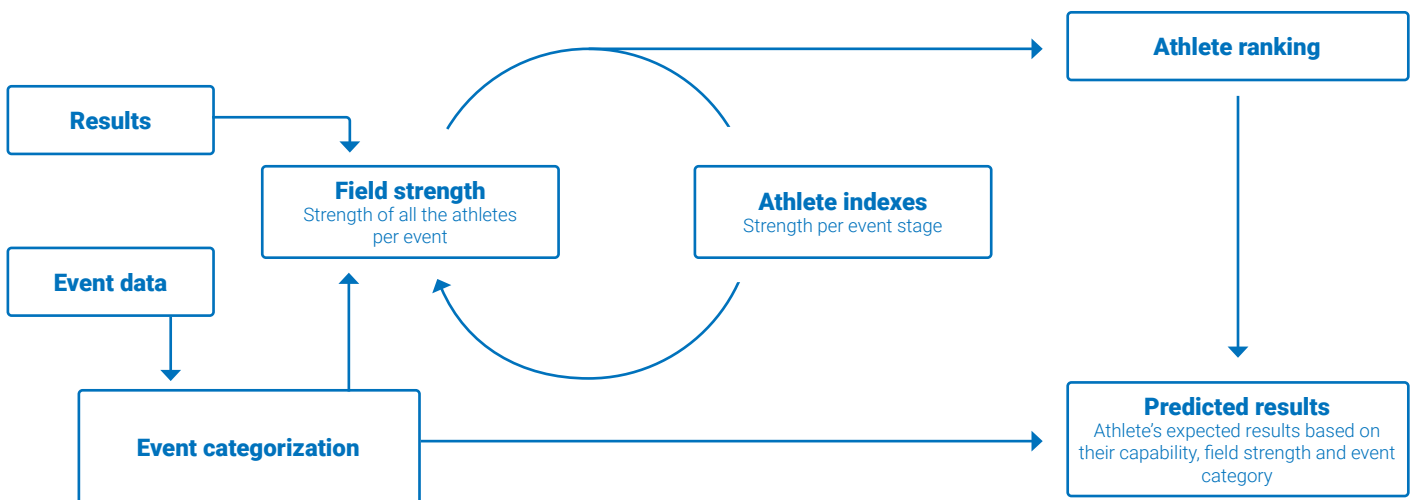 Athlete ranking
Results
Field strength
Strength of all the athletes
per event
Athlete indexes
Strength per event stage
Event data
Event categorization
Predicted results
Athlete’s expected results based on
their capability, field strength and event
category